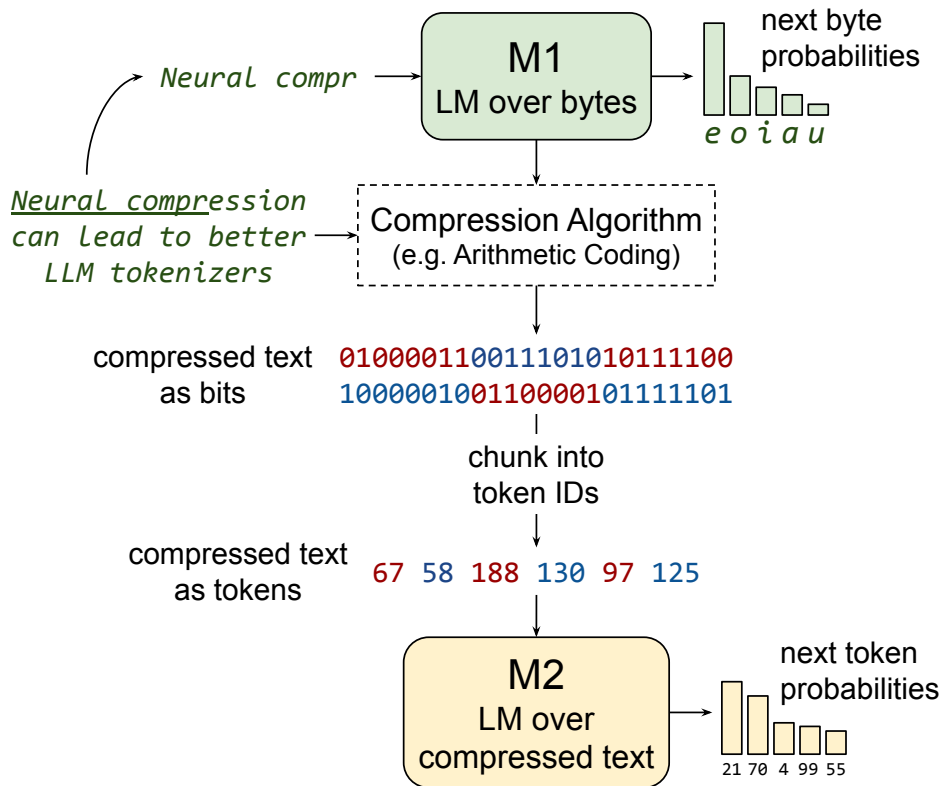 next byte
probabilities
Neural compr
M1
LM over bytes
e o i a u
Neural compression
can lead to better
LLM tokenizers
Compression Algorithm
(e.g. Arithmetic Coding)
compressed text
as bits
010000110011101010111100
100000100110000101111101
chunk into
token IDs
compressed text
as tokens
67 58 188 130 97 125
M2
LM over
compressed text
next token
probabilities
21 70 4 99 55